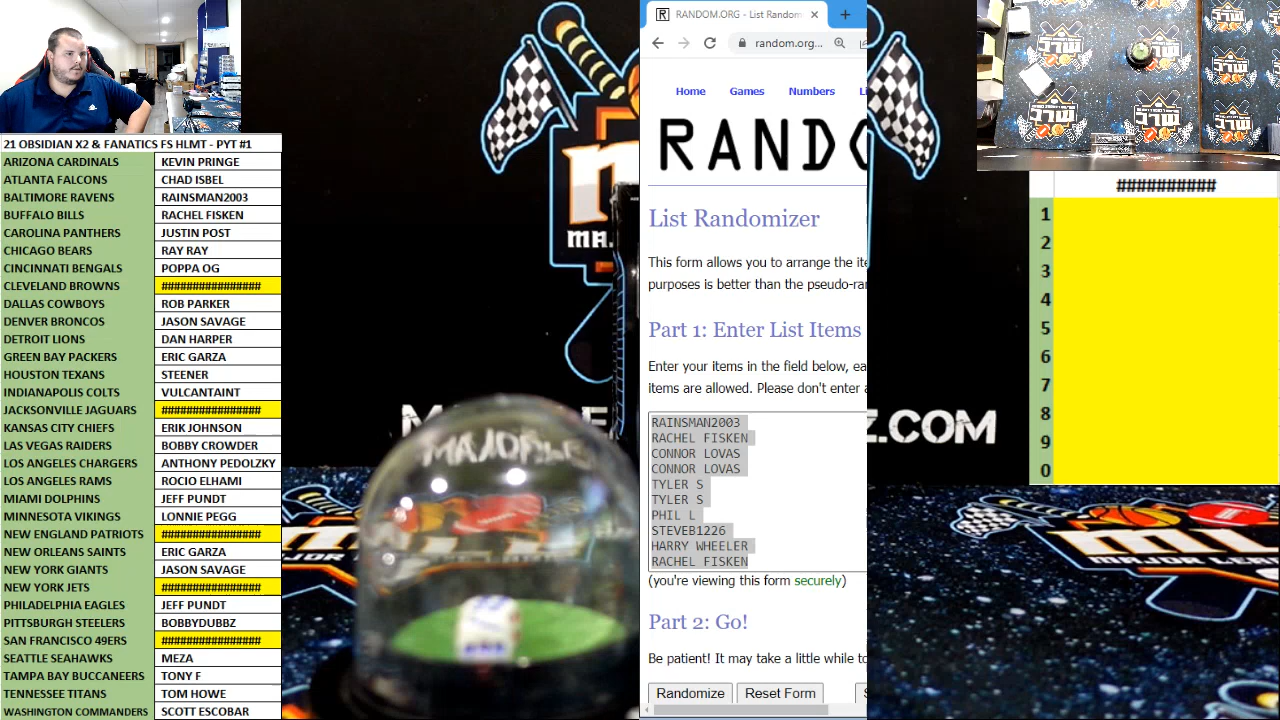 21 OBSIDIAN X2 & FANATICS FS HLMT - PYT #1
ARIZONA CARDINALS KEVIN PRINGE
ATLANTA FALCONS CHAD ISBEL
BALTIMORE RAVENS RAINSMAN2003
BUFFALO BILLS RACHEL FISKEN
CAROLINA PANTHERS JUSTIN POST
CHICAGO BEARS RAY RAY
CINCINNATI BENGALS POPPA OG
CLEVELAND BROWNS ################
DALLAS COWBOYS ROB PARKER
DENVER BRONCOS JASON SAVAGE
DETROIT LIONS DAN HARPER
GREEN BAY PACKERS ERIC GARZA
HOUSTON TEXANS STEENER
INDIANAPOLIS COLTS VULCANTAINT
JACKSONVILLE JAGUARS ################
KANSAS CITY CHIEFS ERIK JOHNSON
LAS VEGAS RAIDERS BOBBY CROWDER
LOS ANGELES CHARGERS ANTHONY PEDOLZKY
LOS ANGELES RAMS ROCIO ELHAMI
MIAMI DOLPHINS JEFF PUNDT
MINNESOTA VIKINGS LONNIE PEGG
NEW ENGLAND PATRIOTS ################
NEW ORLEANS SAINTS ERIC GARZA
NEW YORK GIANTS JASON SAVAGE
NEW YORK JETS ################
PHILADELPHIA EAGLES JEFF PUNDT
PITTSBURGH STEELERS BOBBYDUBBZ
SAN FRANCISCO 49ERS ################
SEATTLE SEAHAWKS MEZA
TAMPA BAY BUCCANEERS TONY F
TENNESSEE TITANS TOM HOWE
WASHINGTON COMMANDERS SCOTT ESCOBAR
RANDOM.ORG - List Random
random.org...
Home Games Numbers Li
RANDO
List Randomizer
This form allows you to arrange the ite
purposes is better than the pseudo-ran
Part 1: Enter List Items
Enter your items in the field below, ea
items are allowed. Please don't enter a
RAINSMAN2003
RACHEL FISKEN
CONNOR LOVAS
CONNOR LOVAS
TYLER S
TYLER S
PHIL L
STEVEB1226
HARRY WHEELER
RACHEL FISKEN
(you're viewing this form securely)
Part 2: Go!
Be patient! It may take a little while to
Randomize Reset Form
Z.COM
##########
1
2
3
4
5
6
7
8
9
0